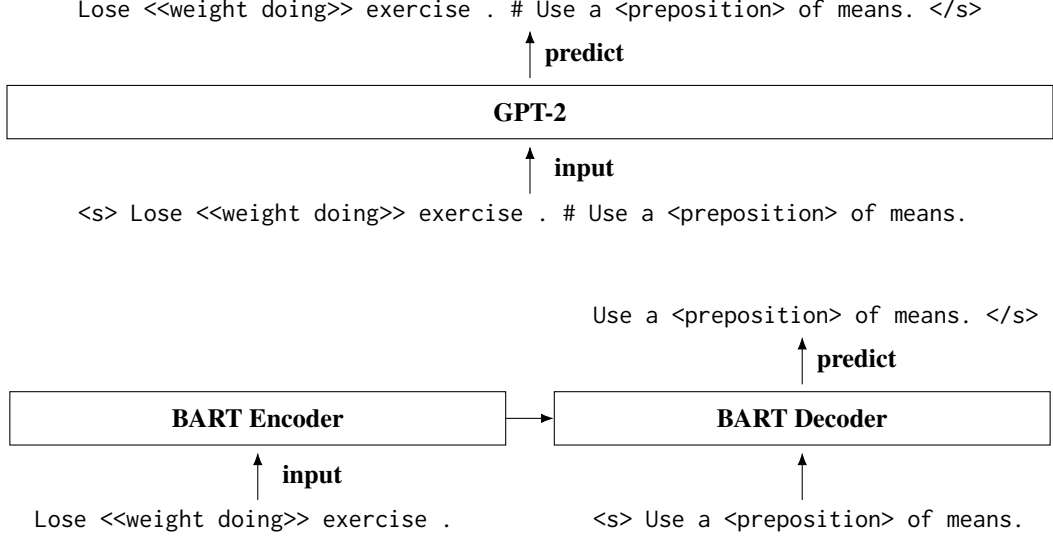 Lose <<weight doing>> exercise . # Use a <preposition> of means. </s>
predict
GPT-2
input
<s> Lose <<weight doing>> exercise . # Use a <preposition> of means.
Use a <preposition> of means. </s>
predict
BART Encoder
BART Decoder
input
Lose <<weight doing>> exercise .
<s> Use a <preposition> of means.